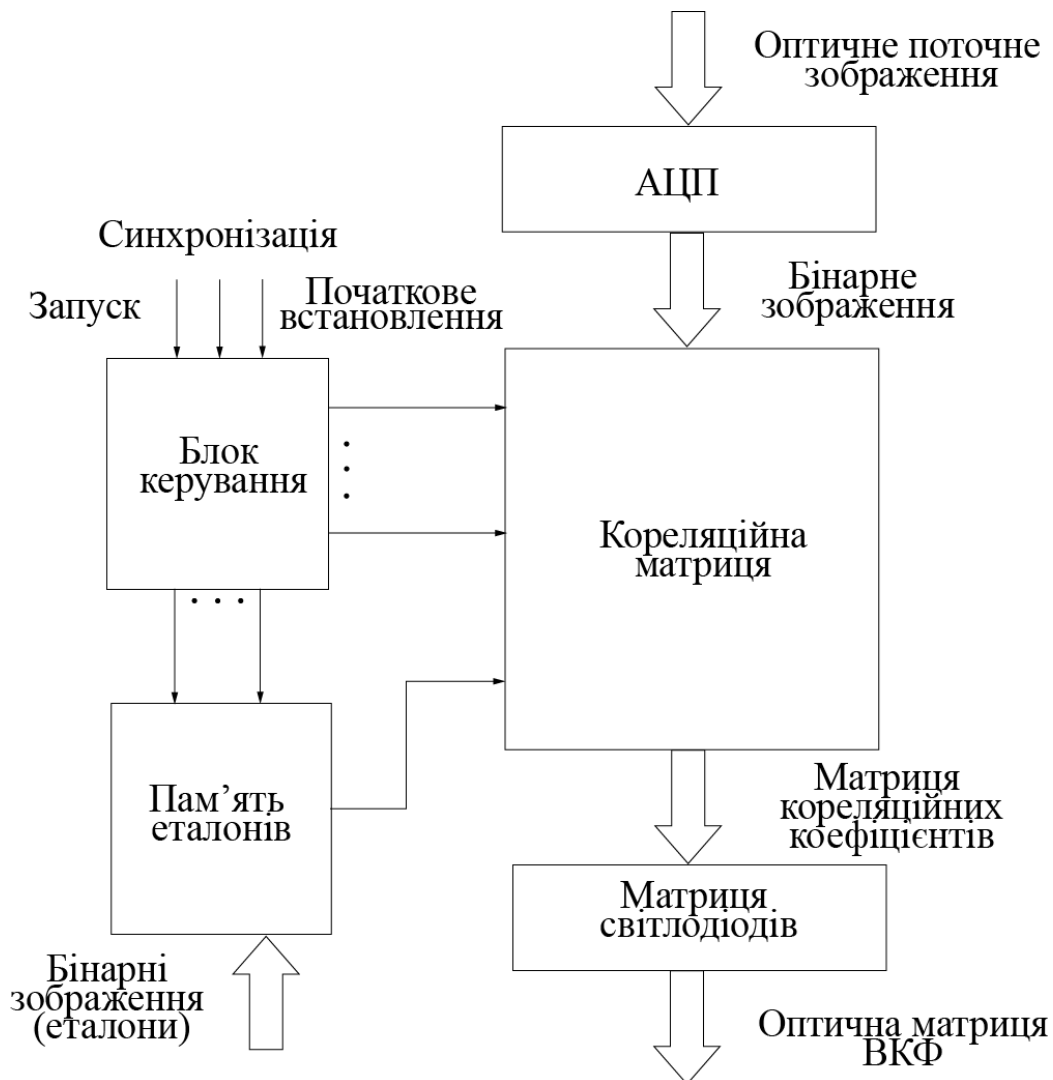 Оптичне поточне
зображення
АЦП
Синхронізація
Запуск
Початкове
встановлення
Бінарне
зображення
Блок
керування
Кореляційна
матриця
Пам’ять
еталонів
Матриця
кореляційних
коефіцієнтів
Матриця
світлодіодів
Бінарні
зображення
(еталони)
Оптична матриця
ВКФ